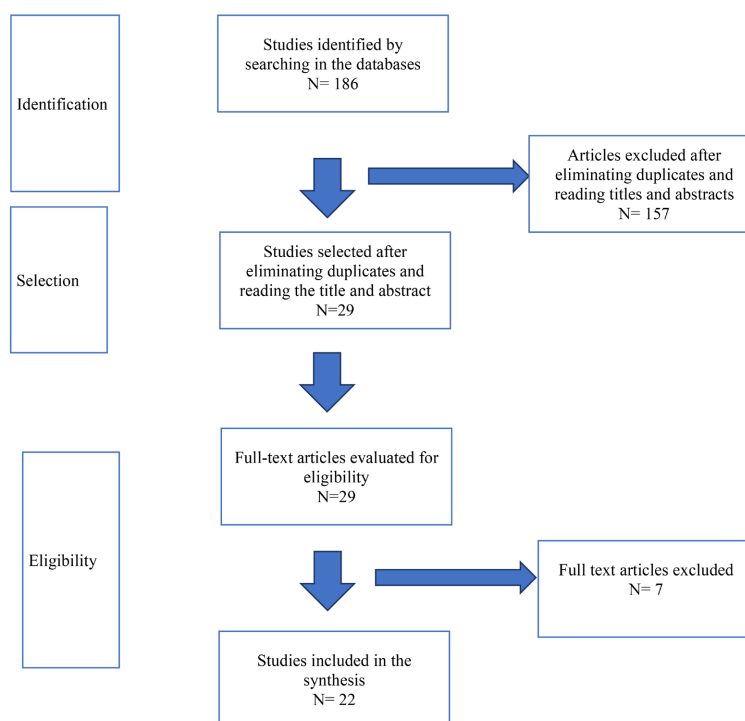 Identification
Studies identified by
searching in the databases
N= 186
Articles excluded after
eliminating duplicates and
reading titles and abstracts
N= 157
Selection
Studies selected after
eliminating duplicates and
reading the title and abstract
N=29
Eligibility
Full-text articles evaluated for
eligibility
N=29
Full text articles excluded
N= 7
Studies included in the
synthesis
N= 22